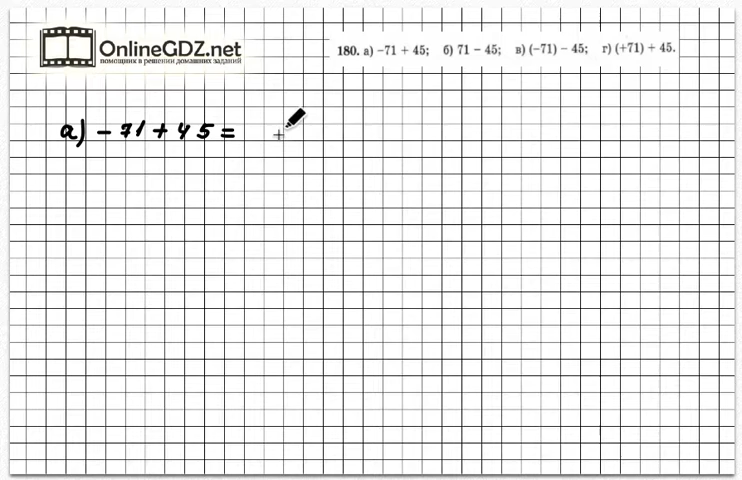 OnlineGDZ.net
помощник в решении домашних заданий
180. а) −71 + 45; б) 71 − 45; в) (−71) − 45; г) (+71) + 45.
а) − 71 + 45 =